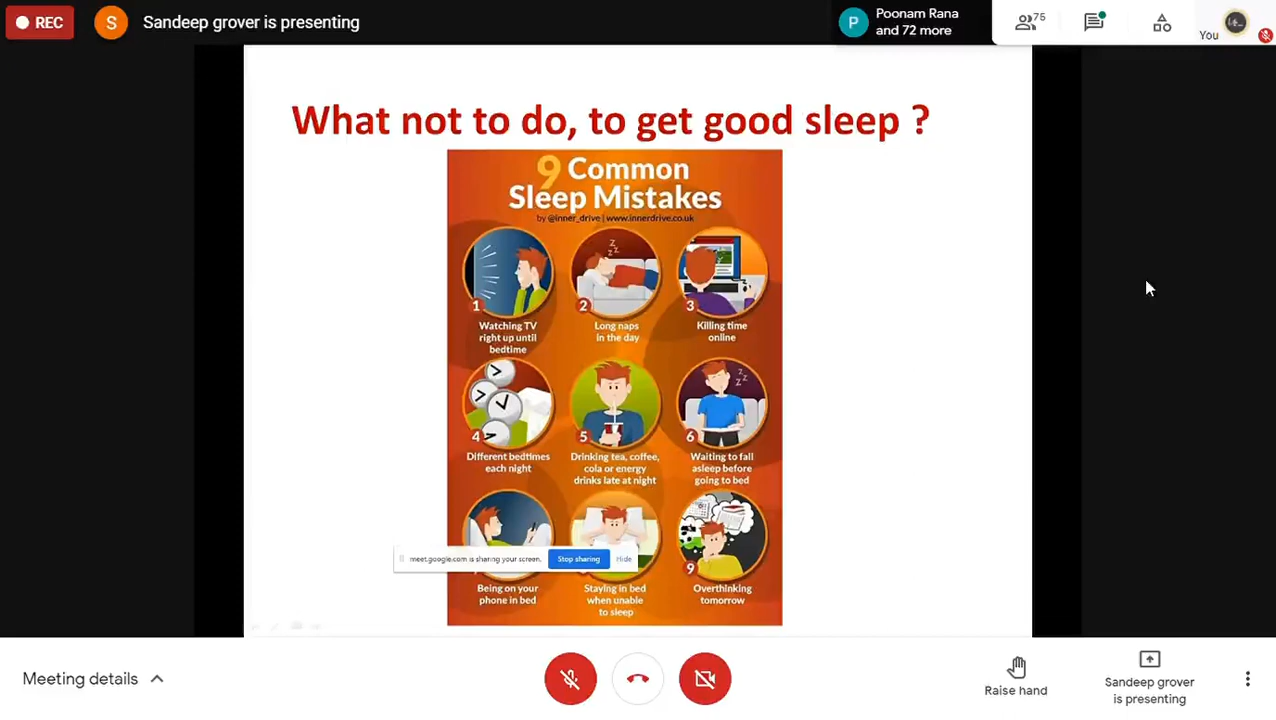 REC
S
Sandeep grover is presenting
P
Poonam Rana
and 72 more
75
You
What not to do, to get good sleep ?
9 Common
Sleep Mistakes
by @inner_drive | www.innerdrive.co.uk
zzz
1
2
3
Watching TV
right up until
bedtime
Long naps
in the day
Killing time
online
zzz
4
5
6
Different bedtimes
each night
Drinking tea, coffee,
cola or energy
drinks late at night
Waiting to fall
asleep before
going to bed
meet.google.com is sharing your screen.
Stop sharing
Hide
9
Being on your
phone in bed
Staying in bed
when unable
to sleep
Overthinking
tomorrow
Meeting details
Raise hand
Sandeep grover
is presenting